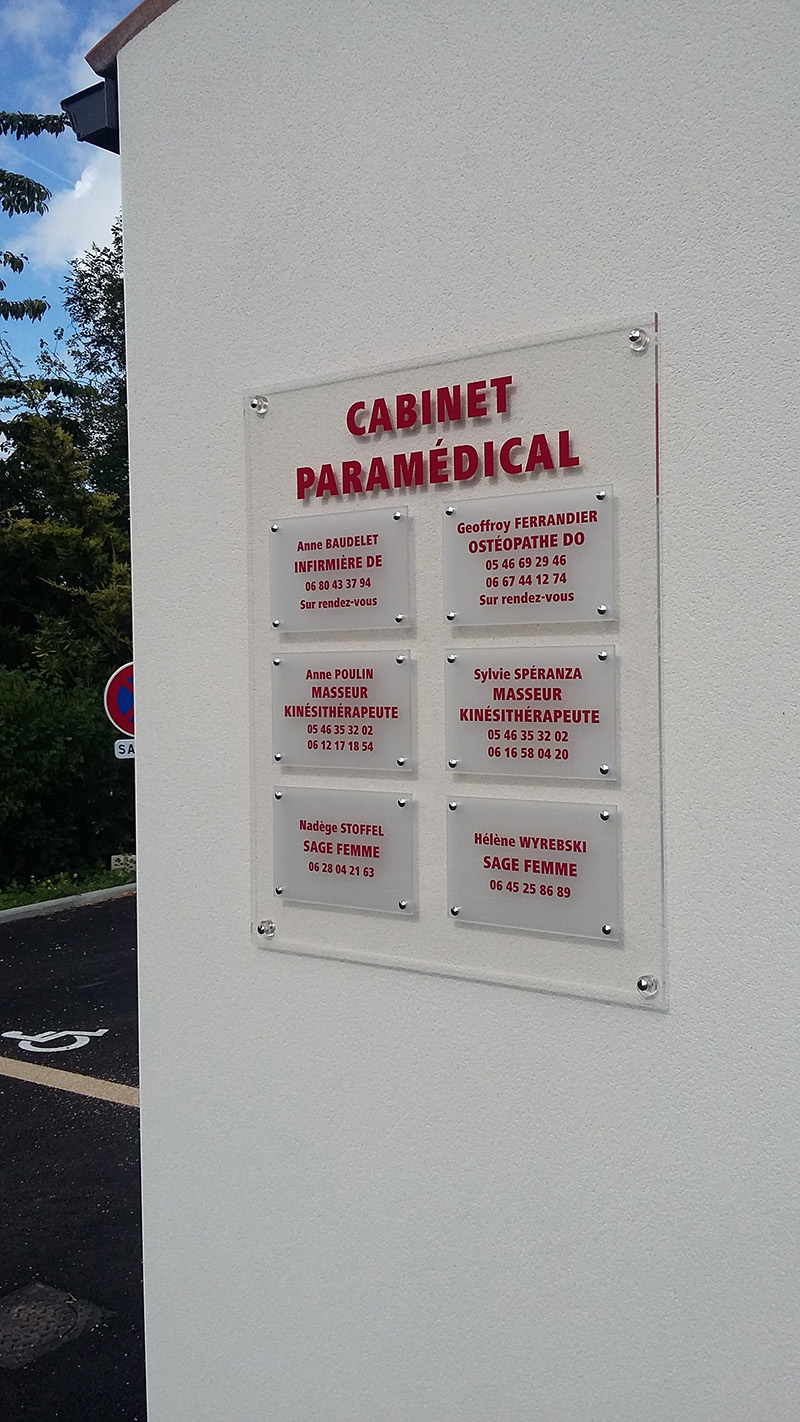 CABINET
PARAMÉDICAL
Anne BAUDELET
INFIRMIÈRE DE
06 80 43 37 94
Sur rendez-vous
Geoffroy FERRANDIER
OSTÉOPATHE DO
05 46 69 29 46
06 67 44 12 74
Sur rendez-vous
Anne POULIN
MASSEUR
KINÉSITHÉRAPEUTE
05 46 35 32 02
06 12 17 18 54
Sylvie SPÉRANZA
MASSEUR
KINÉSITHÉRAPEUTE
05 46 35 32 02
06 16 58 04 20
Nadège STOFFEL
SAGE FEMME
06 28 04 21 63
Hélène WYREBSKI
SAGE FEMME
06 45 25 86 89
SA